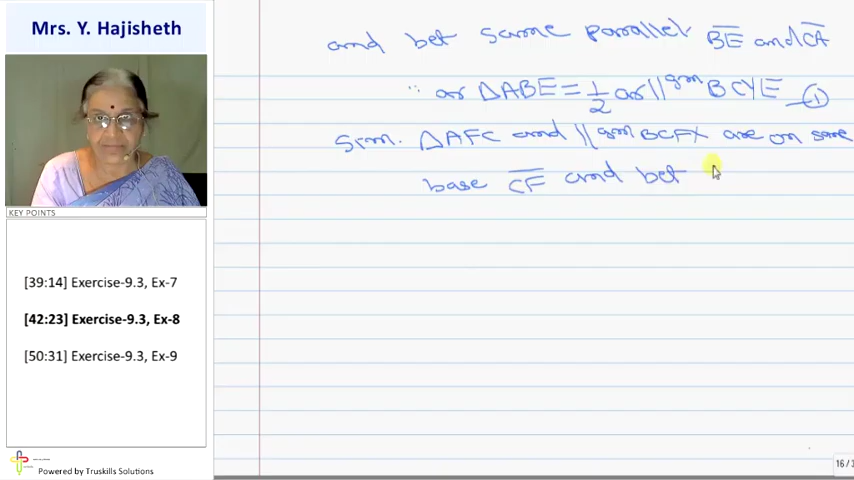 Mrs. Y. Hajisheth
KEY POINTS
[39:14] Exercise-9.3, Ex-7
[42:23] Exercise-9.3, Ex-8
[50:31] Exercise-9.3, Ex-9
Powered by Truskills Solutions
and bet same parallel BE and CA
∴ ar ΔABE = 1/2 ar ||gm BCYE —①
Sim. ΔAFC and ||gm BCFX are on same
base CF and bet
16/